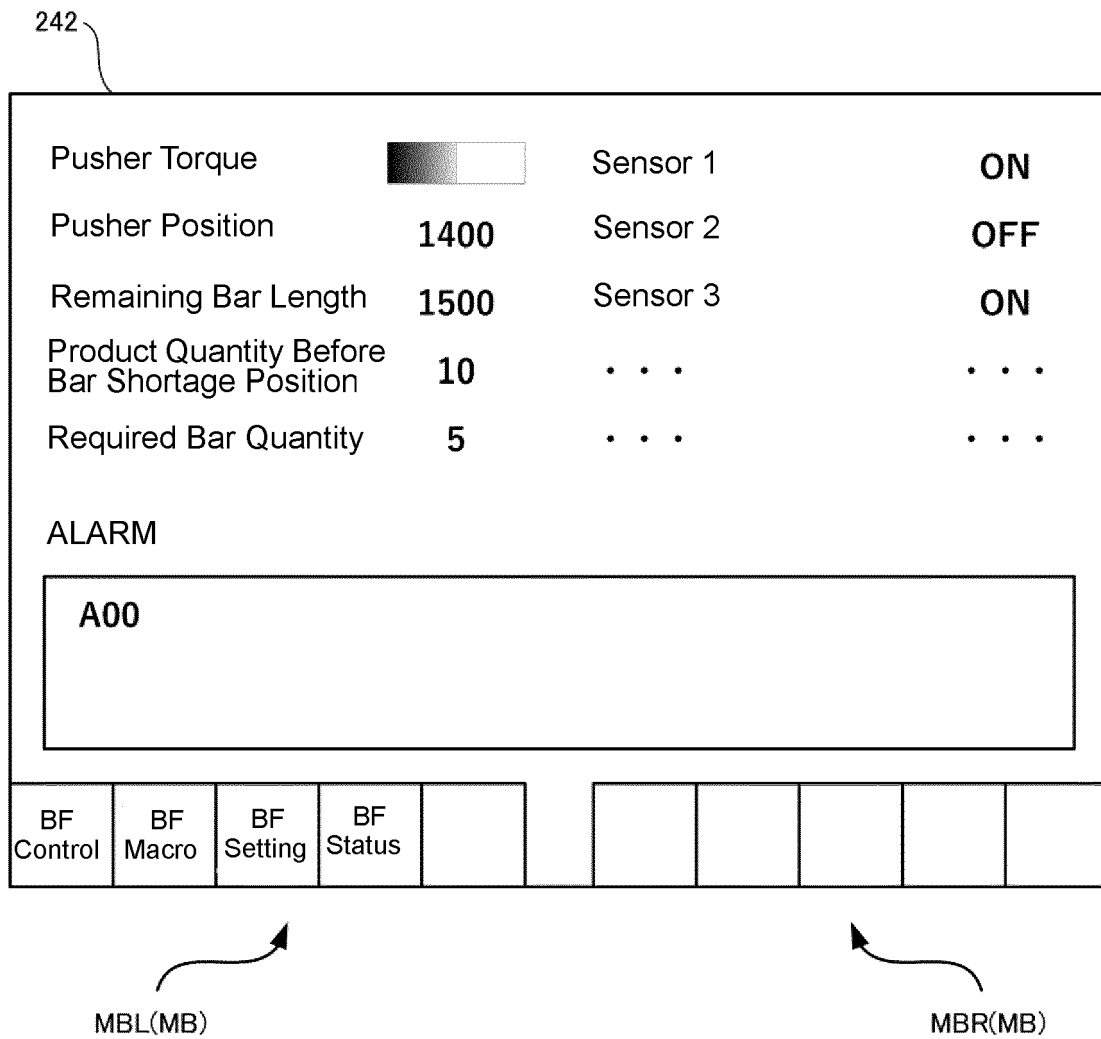 242
Pusher Torque Sensor 1 ON
Pusher Position 1400 Sensor 2 OFF
Remaining Bar Length 1500 Sensor 3 ON
Product Quantity Before
Bar Shortage Position 10 · · · · · ·
Required Bar Quantity 5 · · · · · ·
ALARM
A00
BF Control
BF Macro
BF Setting
BF Status
MBL(MB) MBR(MB)